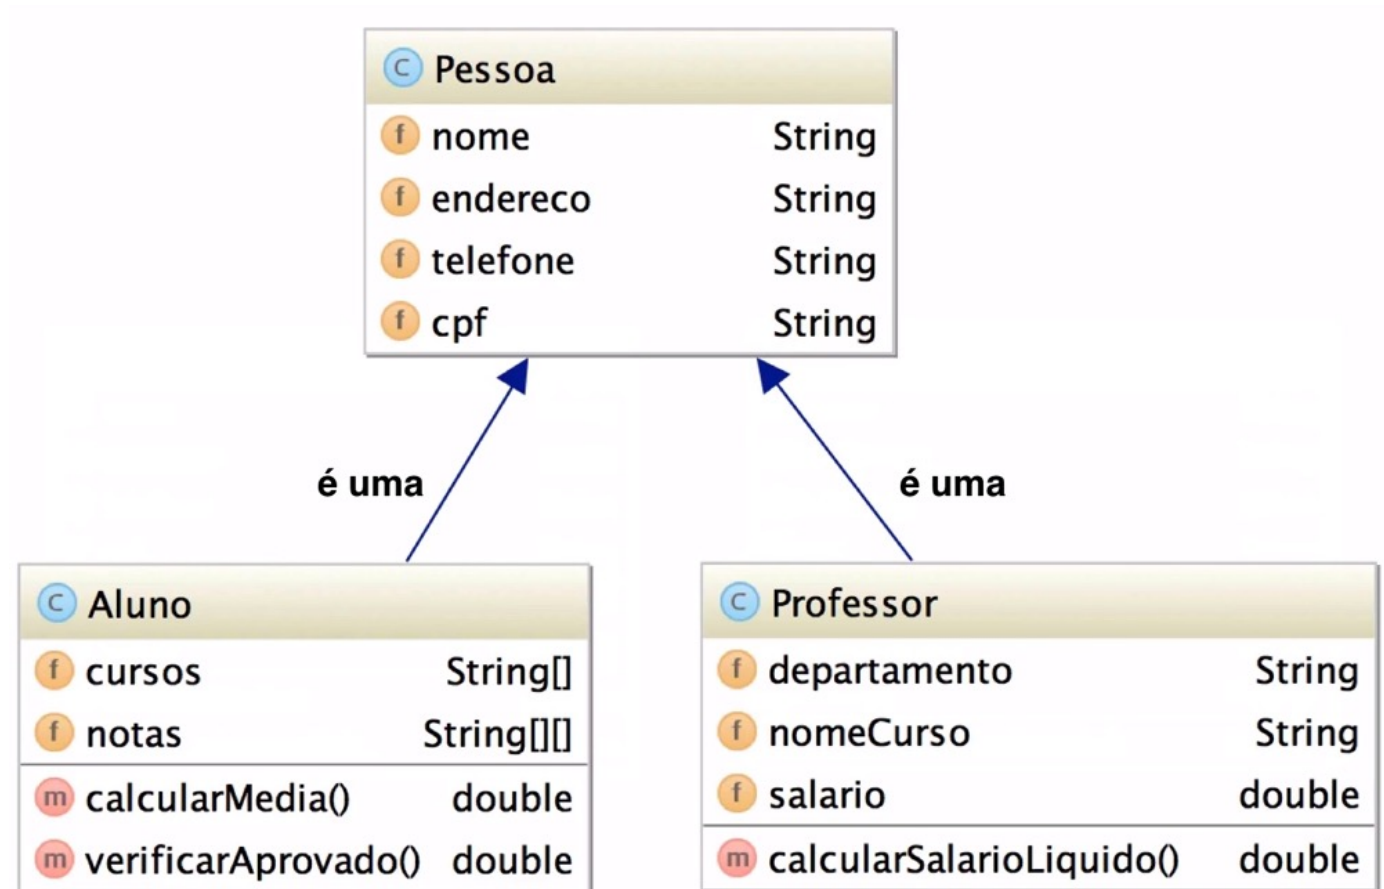 C Pessoa
f nome String
f endereco String
f telefone String
f cpf String
é uma é uma
C Aluno
f cursos String[]
f notas String[][]
m calcularMedia() double
m verificarAprovado() double
C Professor
f departamento String
f nomeCurso String
f salario double
m calcularSalarioLiquido() double